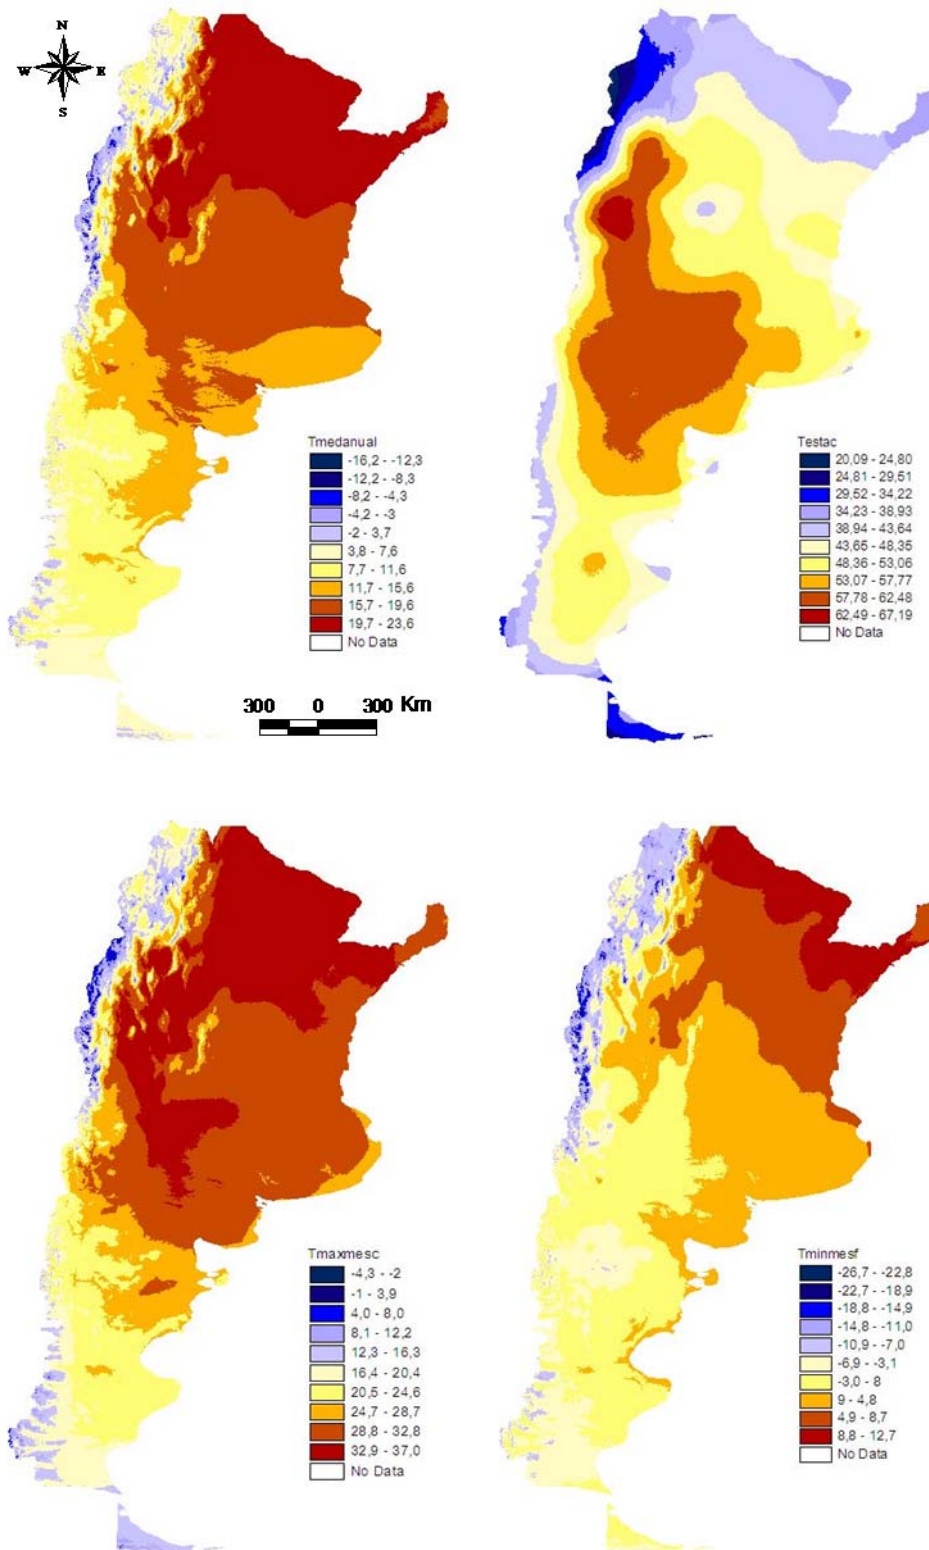 N
W E
S
Tmedanual
-16,2 - -12,3
-12,2 - -8,3
-8,2 - -4,3
-4,2 - -3
-2 - 3,7
3,8 - 7,6
7,7 - 11,6
11,7 - 15,6
15,7 - 19,6
19,7 - 23,6
No Data
300 0 300 Km
Testac
20,09 - 24,80
24,81 - 29,51
29,52 - 34,22
34,23 - 38,93
38,94 - 43,64
43,65 - 48,35
48,36 - 53,06
53,07 - 57,77
57,78 - 62,48
62,49 - 67,19
No Data
Tmaxmesc
-4,3 - -2
-1 - 3,9
4,0 - 8,0
8,1 - 12,2
12,3 - 16,3
16,4 - 20,4
20,5 - 24,6
24,7 - 28,7
28,8 - 32,8
32,9 - 37,0
No Data
Tminmesf
-26,7 - -22,8
-22,7 - -18,9
-18,8 - -14,9
-14,8 - -11,0
-10,9 - -7,0
-6,9 - -3,1
-3,0 - 8
9 - 4,8
4,9 - 8,7
8,8 - 12,7
No Data